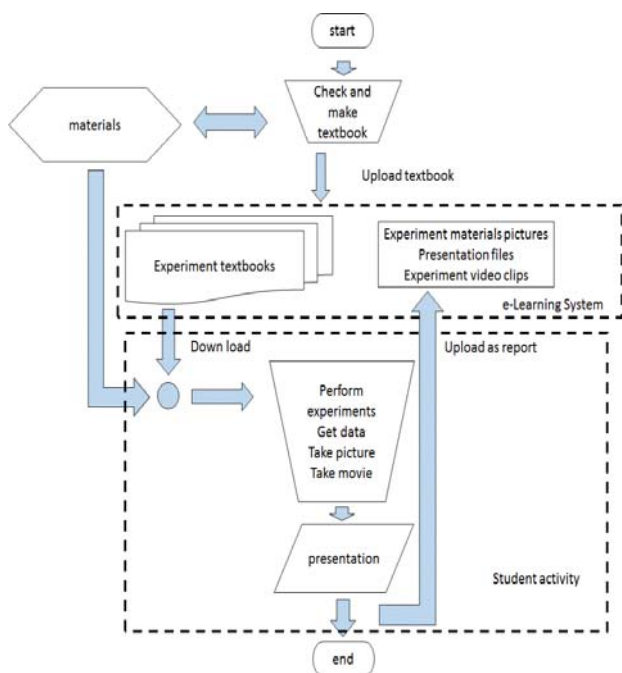 start
Check and
make
textbook
materials
Upload textbook
Experiment textbooks
Experiment materials pictures
Presentation files
Experiment video clips
e-Learning System
Down load
Upload as report
Perform
experiments
Get data
Take picture
Take movie
presentation
Student activity
end